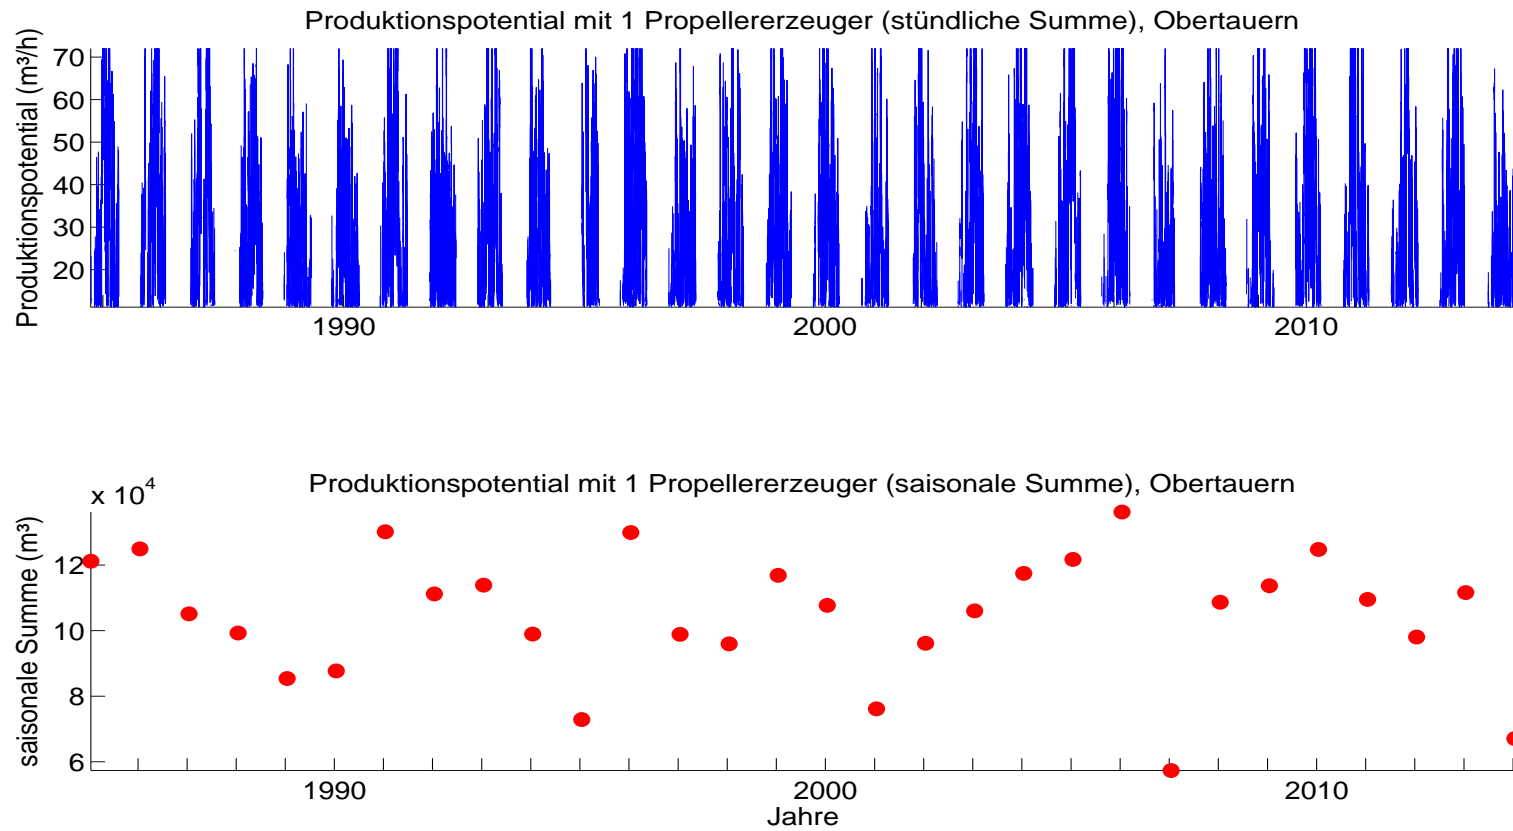 Produktionspotential mit 1 Propellererzeuger (stündliche Summe), Obertauern
Produktionspotential (m³/h)
70
60
50
40
30
20
1990
2000
2010
Produktionspotential mit 1 Propellererzeuger (saisonale Summe), Obertauern
x 10⁴
saisonale Summe (m³)
12
10
8
6
1990
2000
2010
Jahre